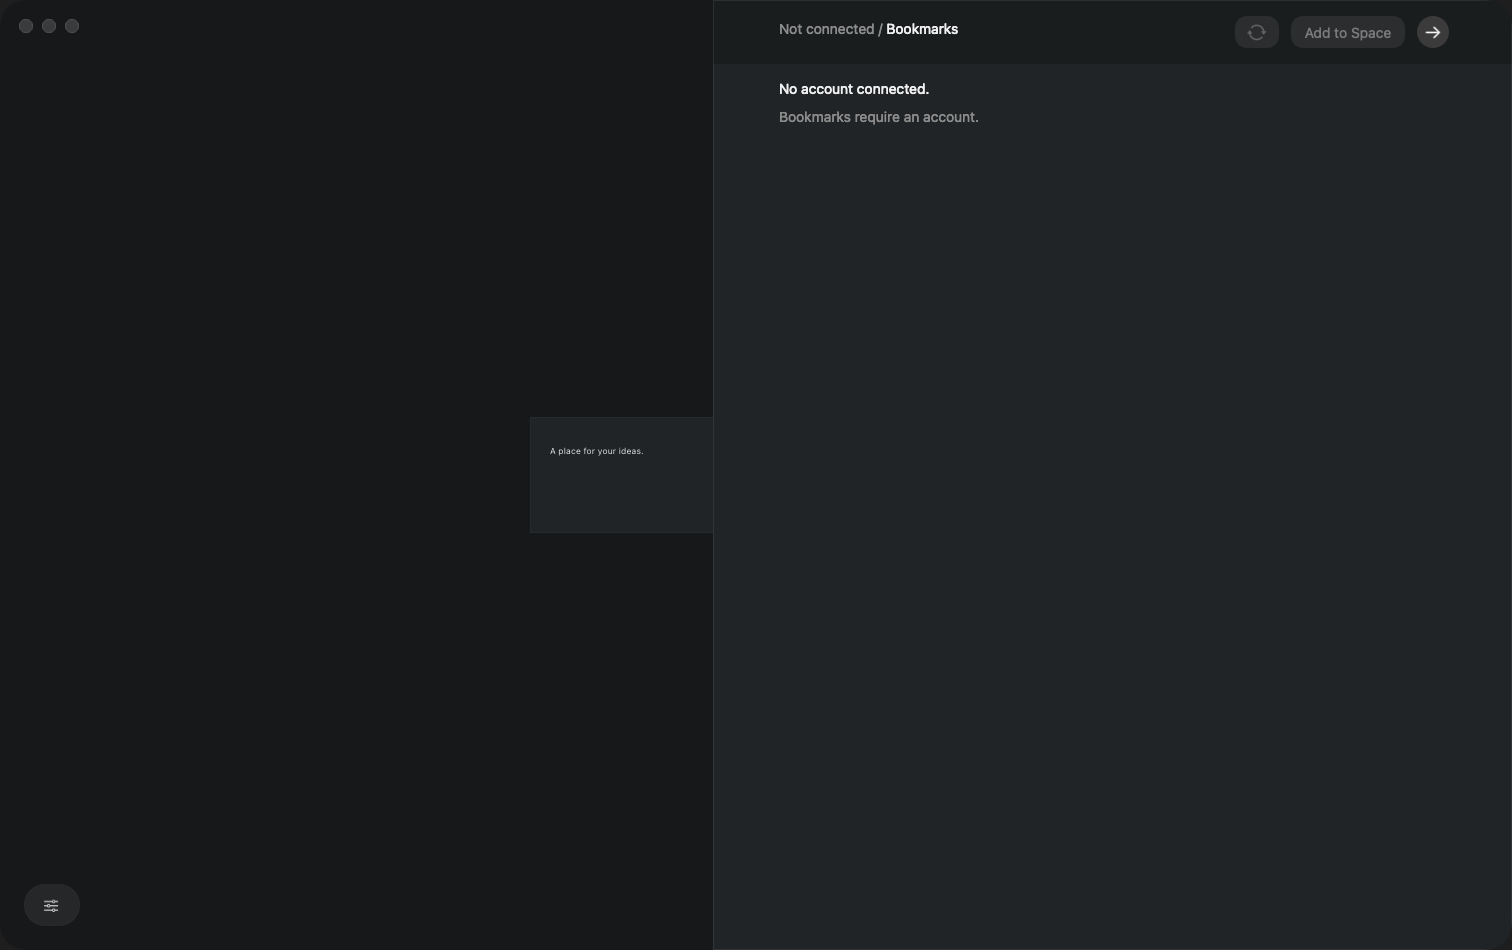 Not connected / Bookmarks
Add to Space
No account connected.
Bookmarks require an account.
A place for your ideas.